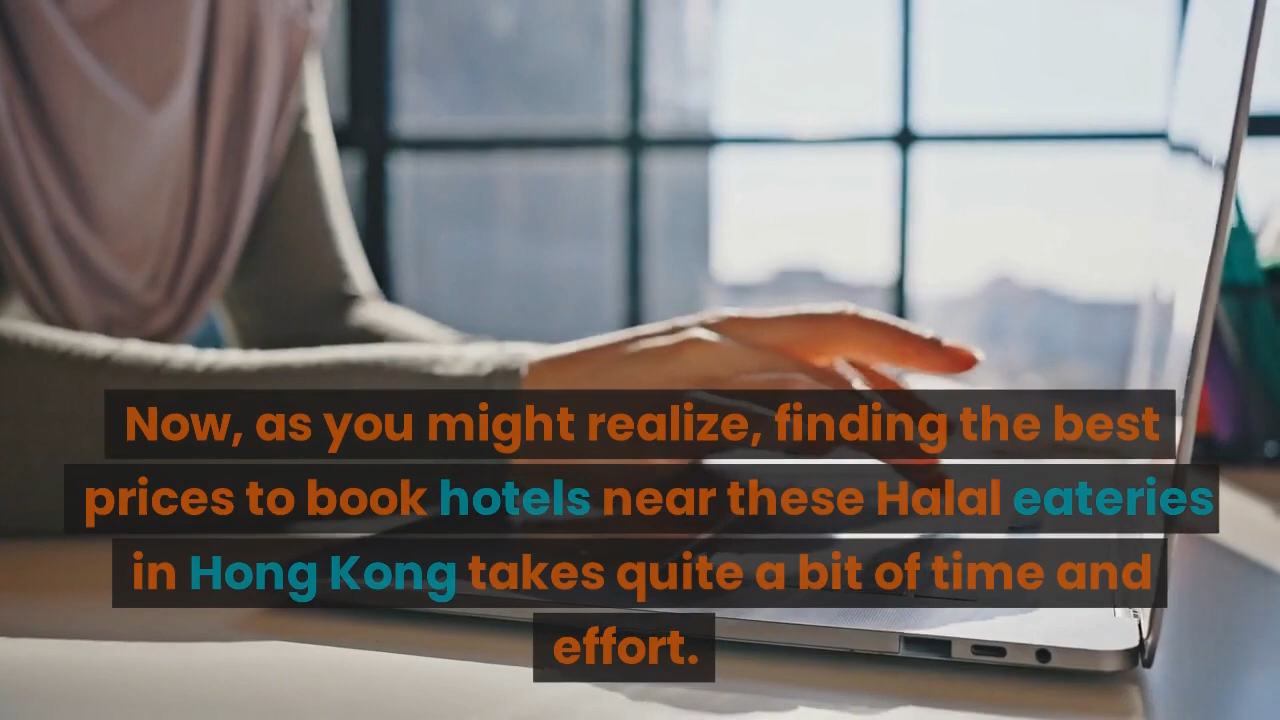 Now, as you might realize, finding the best
prices to book hotels near these Halal eateries
in Hong Kong takes quite a bit of time and
effort.